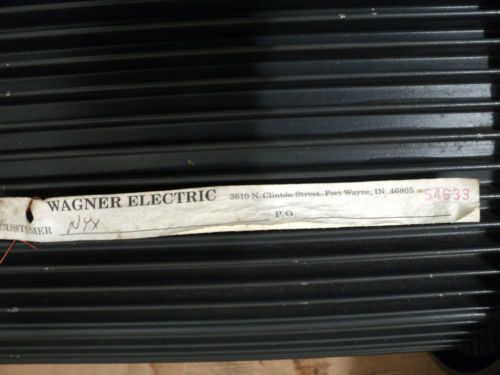 WAGNER ELECTRIC 3610 N. Clinton Street Fort Wayne, IN 46805 54633
CUSTOMER Nyx P.O.